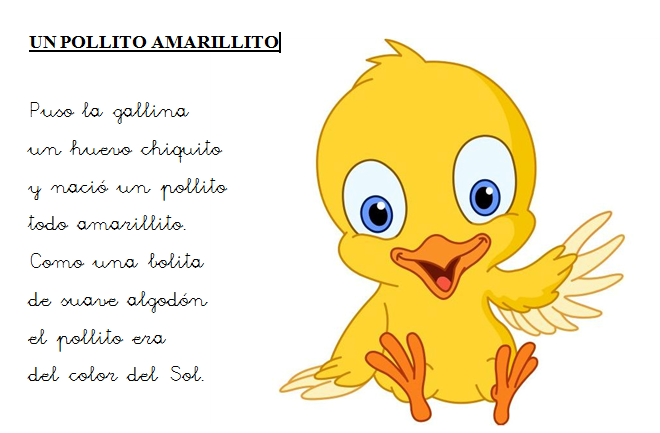 UN POLLITO AMARILLITO
Puso la gallina
un huevo chiquito
y nació un pollito
todo amarillito.
Como una bolita
de suave algodón
el pollito era
del color del Sol.